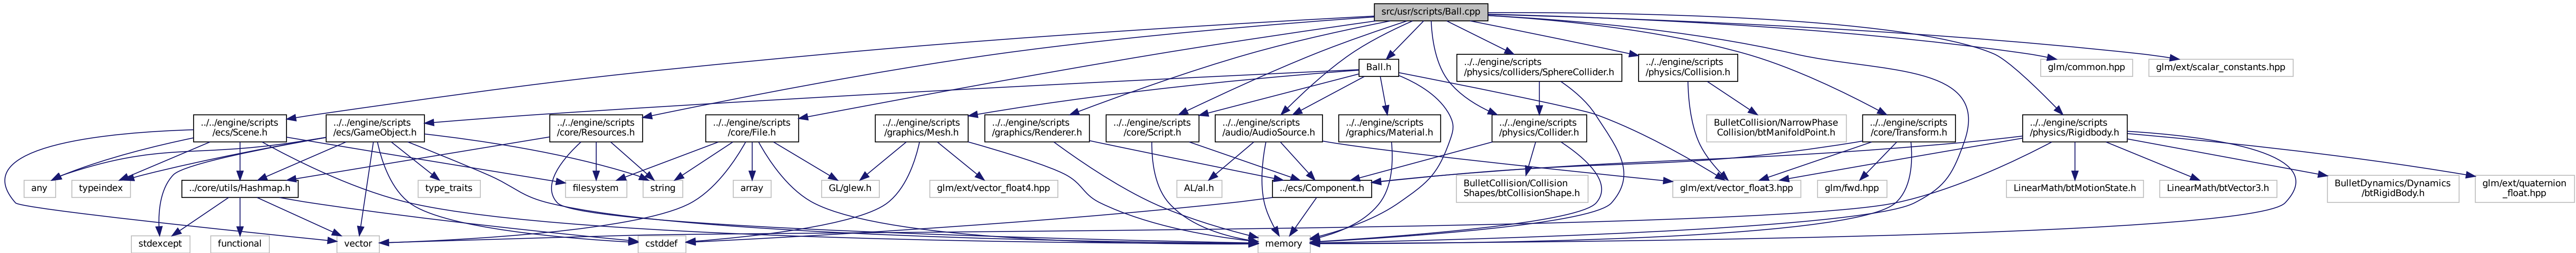 src/usr/scripts/Ball.cpp
Ball.h
../../engine/scripts
/physics/colliders/SphereCollider.h
../../engine/scripts
/physics/Collision.h
glm/common.hpp
glm/ext/scalar_constants.hpp
../../engine/scripts
/ecs/Scene.h
../../engine/scripts
/ecs/GameObject.h
../../engine/scripts
/core/Resources.h
../../engine/scripts
/core/File.h
../../engine/scripts
/graphics/Mesh.h
../../engine/scripts
/graphics/Renderer.h
../../engine/scripts
/core/Script.h
../../engine/scripts
/audio/AudioSource.h
../../engine/scripts
/graphics/Material.h
../../engine/scripts
/physics/Collider.h
BulletCollision/NarrowPhase
Collision/btManifoldPoint.h
../../engine/scripts
/core/Transform.h
../../engine/scripts
/physics/Rigidbody.h
any
typeindex
../core/utils/Hashmap.h
type_traits
filesystem
string
array
GL/glew.h
glm/ext/vector_float4.hpp
AL/al.h
../ecs/Component.h
BulletCollision/Collision
Shapes/btCollisionShape.h
glm/ext/vector_float3.hpp
glm/fwd.hpp
LinearMath/btMotionState.h
LinearMath/btVector3.h
BulletDynamics/Dynamics
/btRigidBody.h
glm/ext/quaternion
_float.hpp
stdexcept
functional
vector
cstddef
memory